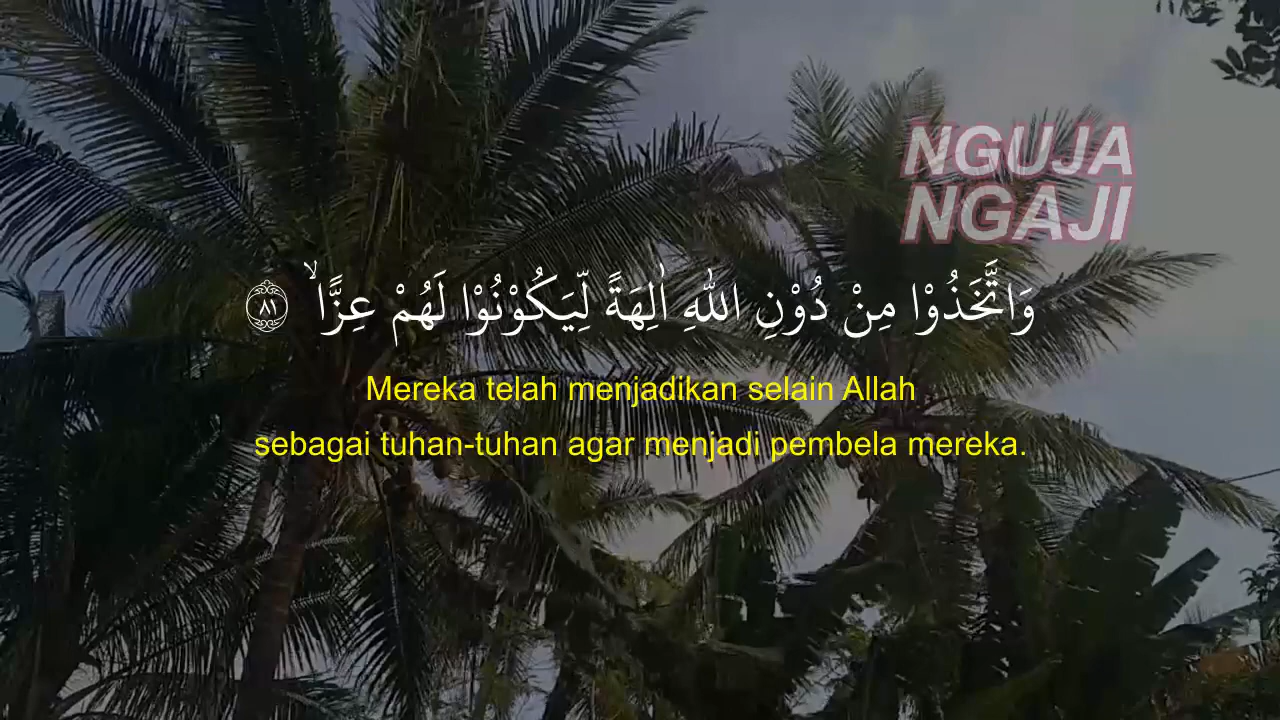 NGUJA
NGAJI
وَاتَّخَذُوْا مِنْ دُوْنِ اللّٰهِ اٰلِهَةً لِّيَكُوْنُوْا لَهُمْ عِزًّاۙ ۝٨١
Mereka telah menjadikan selain Allah
sebagai tuhan-tuhan agar menjadi pembela mereka.